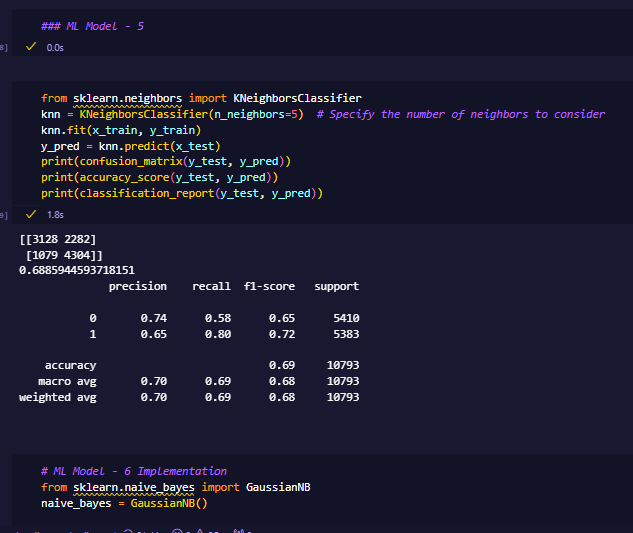 ### ML Model - 5
8]
0.0s
from sklearn.neighbors import KNeighborsClassifier
knn = KNeighborsClassifier(n_neighbors=5)  # Specify the number of neighbors to consider
knn.fit(x_train, y_train)
y_pred = knn.predict(x_test)
print(confusion_matrix(y_test, y_pred))
print(accuracy_score(y_test, y_pred))
print(classification_report(y_test, y_pred))
9]
1.8s
[[3128 2282]
 [1079 4304]]
0.6885944593718151
              precision    recall  f1-score   support
           0       0.74      0.58      0.65      5410
           1       0.65      0.80      0.72      5383
    accuracy                           0.69     10793
   macro avg       0.70      0.69      0.68     10793
weighted avg       0.70      0.69      0.68     10793
# ML Model - 6 Implementation
from sklearn.naive_bayes import GaussianNB
naive_bayes = GaussianNB()